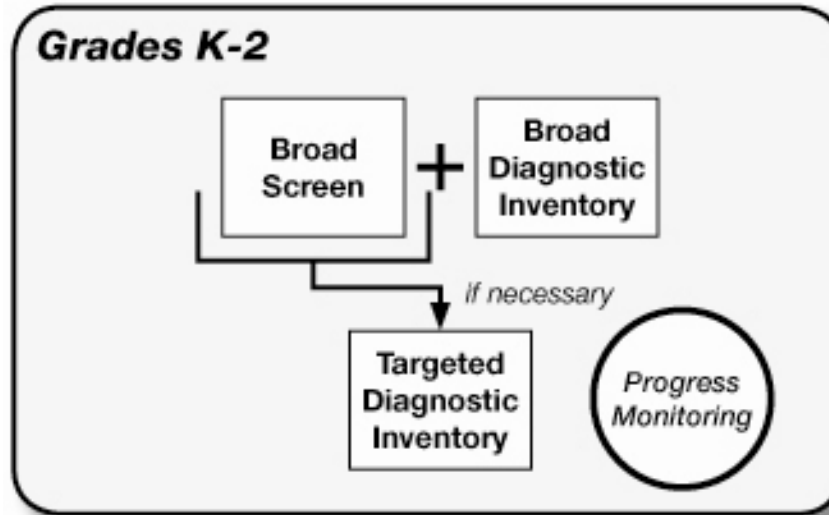 Grades K-2
Broad
Screen
+
Broad
Diagnostic
Inventory
if necessary
Targeted
Diagnostic
Inventory
Progress
Monitoring